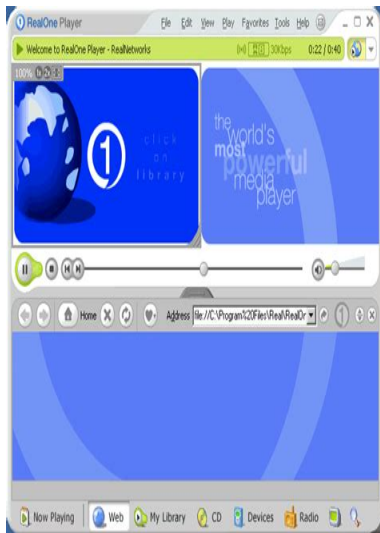 RealOne Player File Edit View Play Favorites Tools Help
Welcome to RealOne Player - RealNetworks 30kbps 0:22 / 0:40
100% 1x 2x
1
click
on
library
the
world's
most
powerful
media
player
Home Address file://C:\Program%20Files\Real\RealOr
Now Playing Web My Library CD Devices Radio